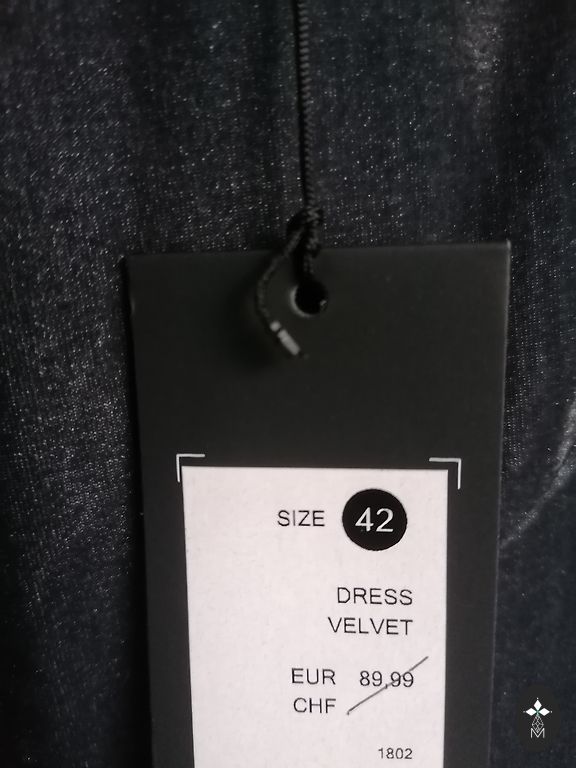 SIZE 42
DRESS
VELVET
EUR 89,99
CHF
1802
M